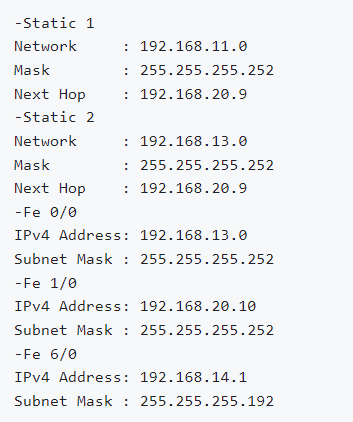 -Static 1
Network     : 192.168.11.0
Mask        : 255.255.255.252
Next Hop    : 192.168.20.9
-Static 2
Network     : 192.168.13.0
Mask        : 255.255.255.252
Next Hop    : 192.168.20.9
-Fe 0/0
IPv4 Address: 192.168.13.0
Subnet Mask : 255.255.255.252
-Fe 1/0
IPv4 Address: 192.168.20.10
Subnet Mask : 255.255.255.252
-Fe 6/0
IPv4 Address: 192.168.14.1
Subnet Mask : 255.255.255.192